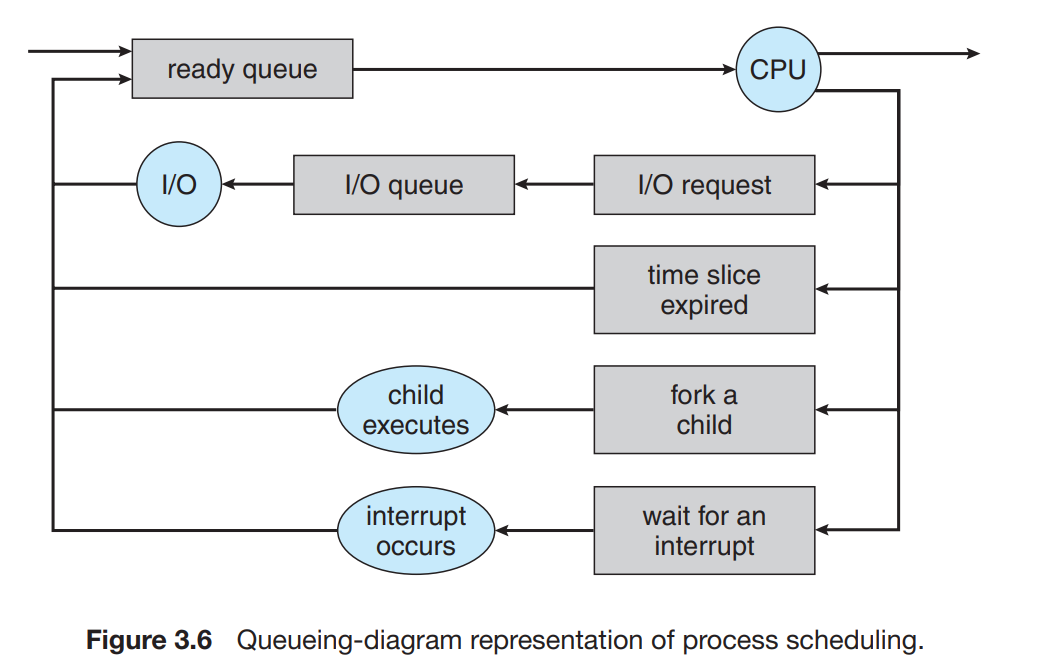 ready queue
CPU
I/O
I/O queue
I/O request
time slice
expired
child
executes
fork a
child
interrupt
occurs
wait for an
interrupt
Figure 3.6 Queueing-diagram representation of process scheduling.